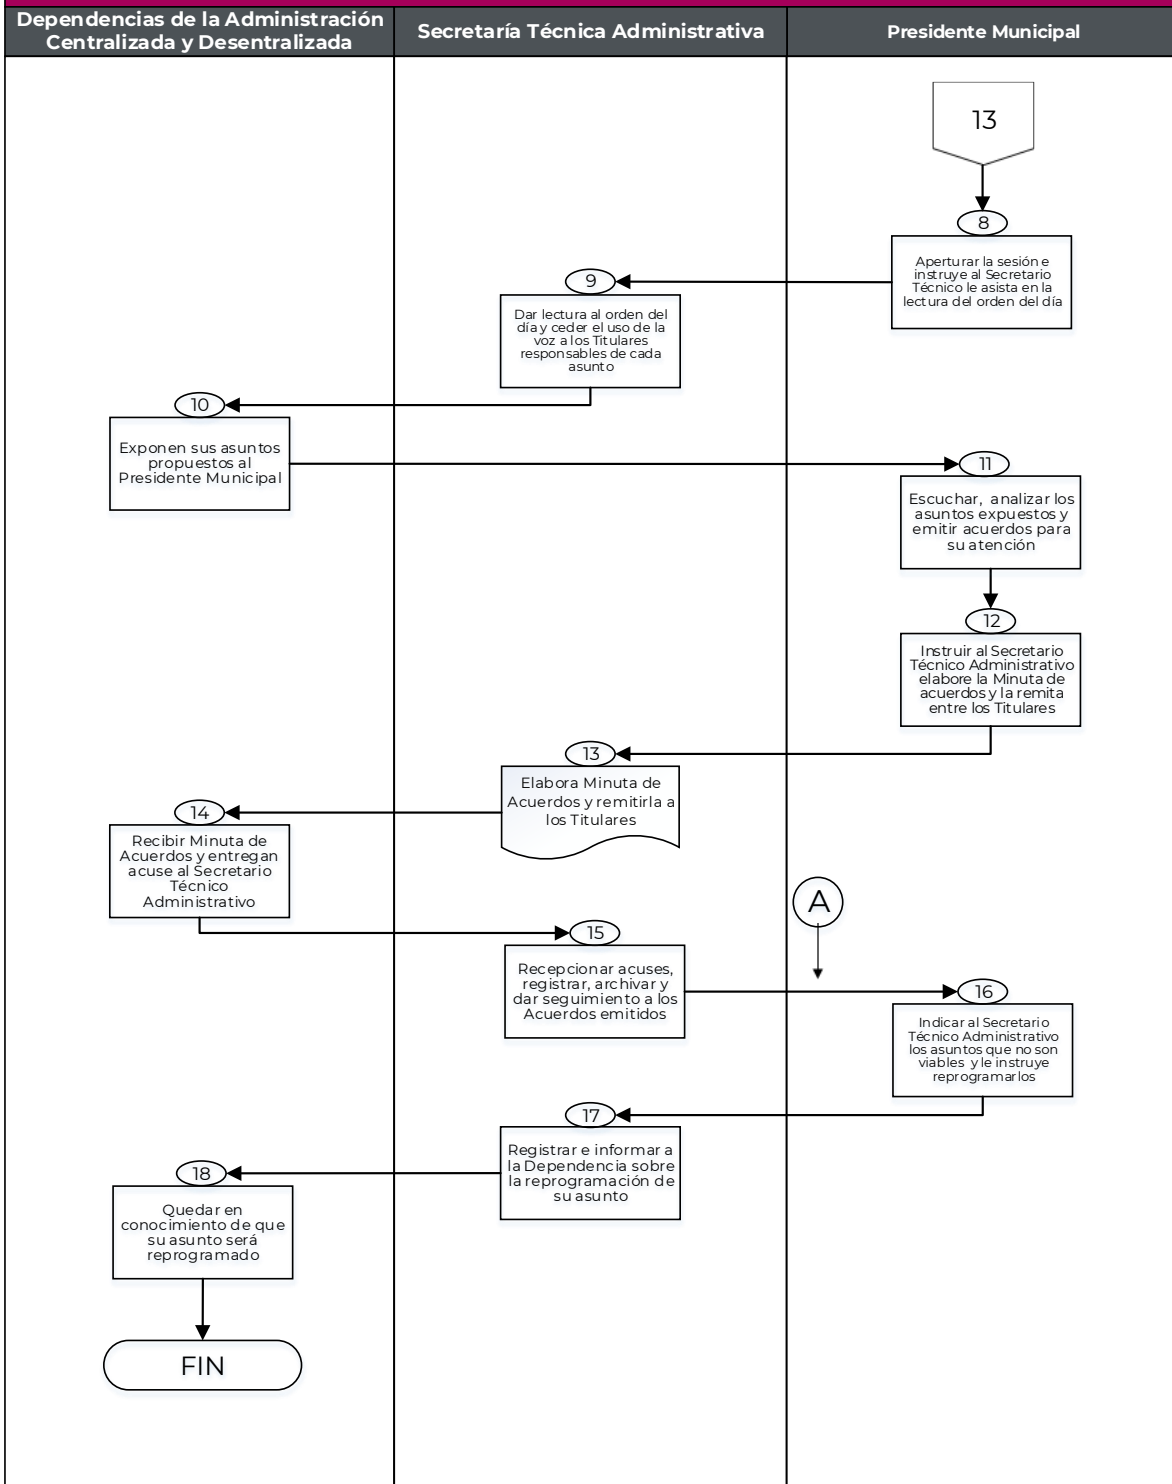 Dependencias de la Administración
Centralizada y Desentralizada
Secretaría Técnica Administrativa
Presidente Municipal
13
8
Aperturar la sesión e
instruye al Secretario
Técnico le asista en la
lectura del orden del día
9
Dar lectura al orden del
día y ceder el uso de la
voz a los Titulares
responsables de cada
asunto
10
Exponen sus asuntos
propuestos al
Presidente Municipal
11
Escuchar, analizar los
asuntos expuestos y
emitir acuerdos para
su atención
12
Instruir al Secretario
Técnico Administrativo
elabore la Minuta de
acuerdos y la remita
entre los Titulares
13
Elabora Minuta de
Acuerdos y remitirla a
los Titulares
14
Recibir Minuta de
Acuerdos y entregan
acuse al Secretario
Técnico
Administrativo
A
15
Recepcionar acuses,
registrar, archivar y
dar seguimiento a los
Acuerdos emitidos
16
Indicar al Secretario
Técnico Administrativo
los asuntos que no son
viables y le instruye
reprogramarlos
17
Registrar e informar a
la Dependencia sobre
la reprogramación de
su asunto
18
Quedar en
conocimiento de que
su asunto será
reprogramado
FIN